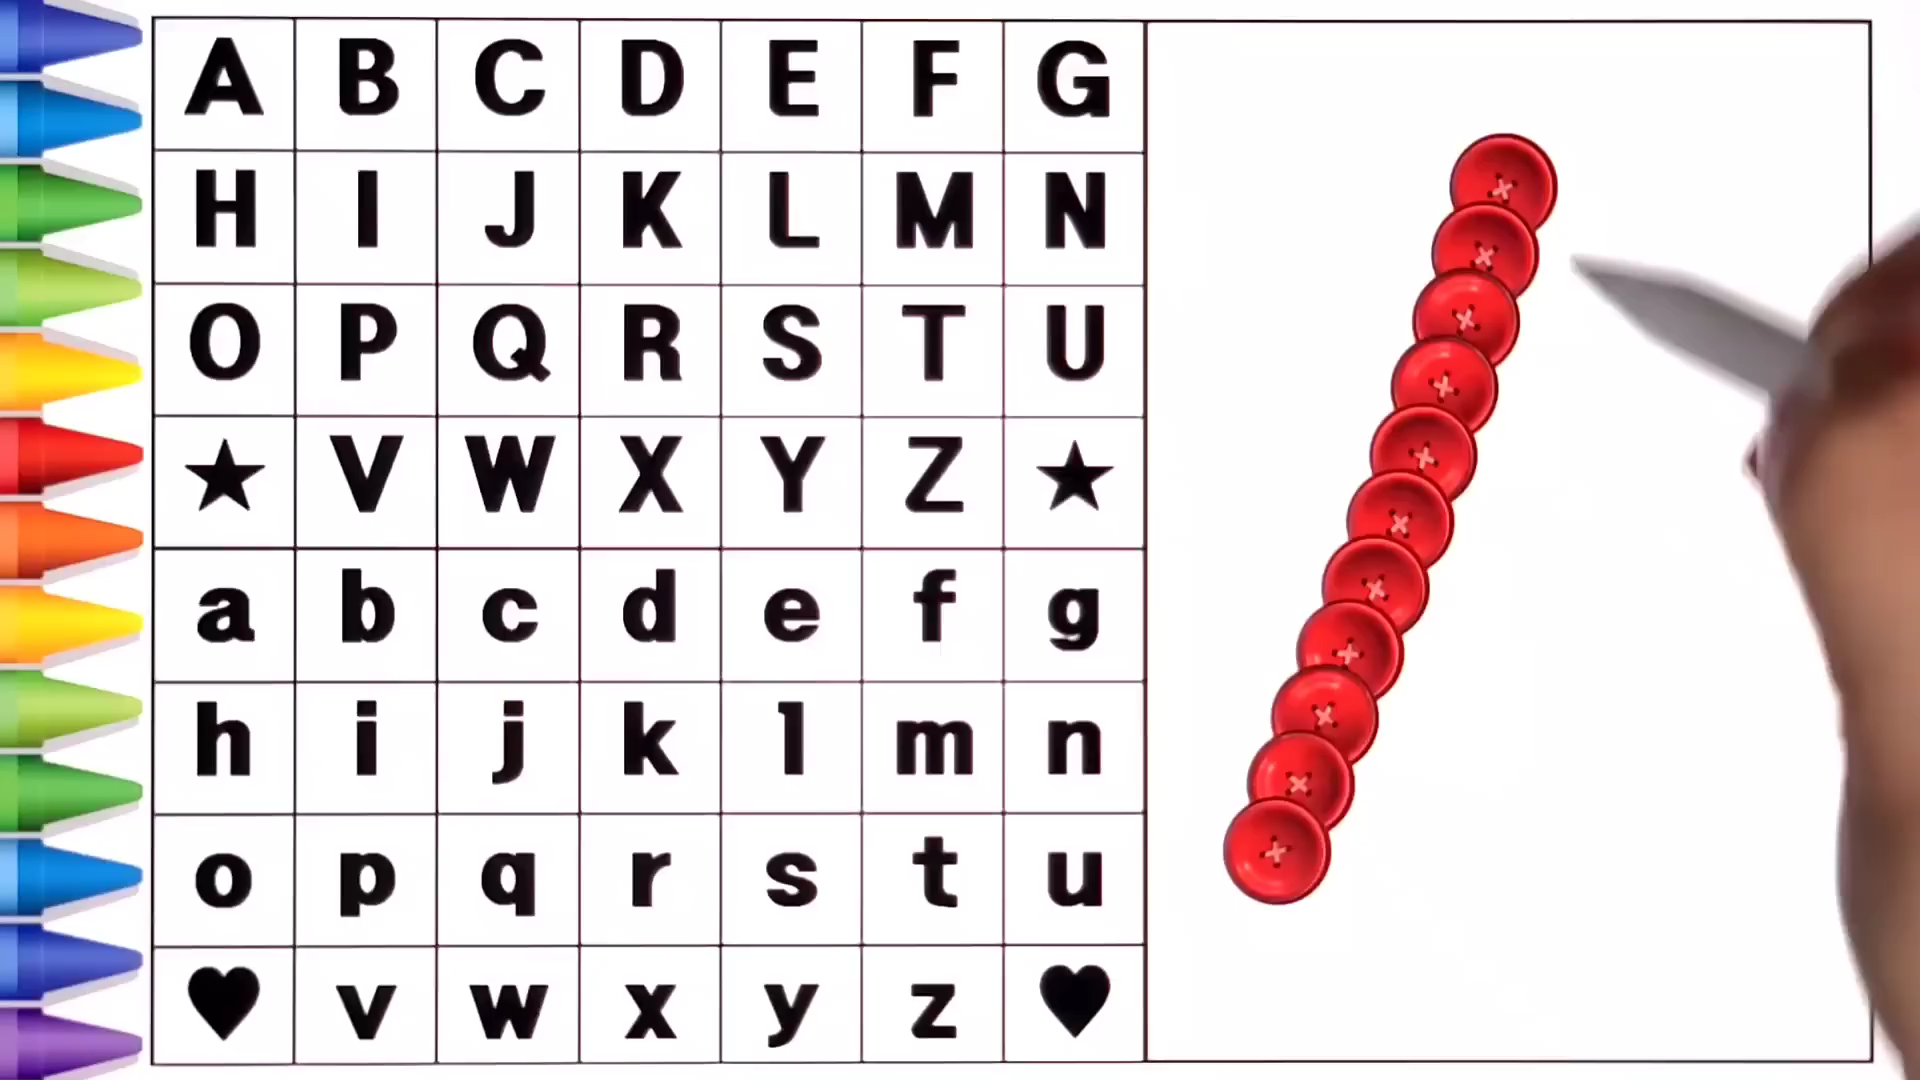 A B C D E F G
H I J K L M N
O P Q R S T U
★ V W X Y Z ★
a b c d e f g
h i j k l m n
o p q r s t u
♥ v w x y z ♥